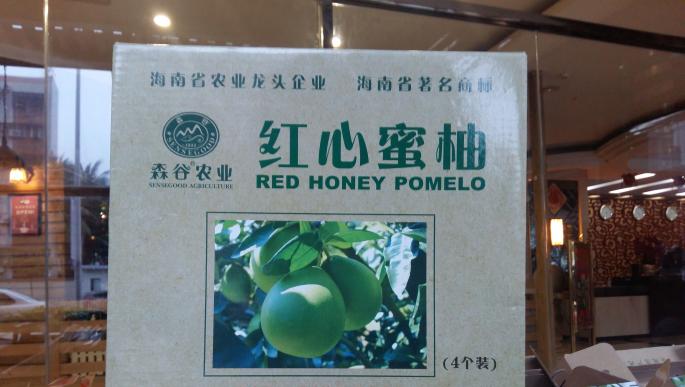 海南省农业龙头企业 海南省著名商标
SENSEGOOD
森谷®农业
SENSEGOOD AGRICULTURE
红心蜜柚
RED HONEY POMELO
(4个装)